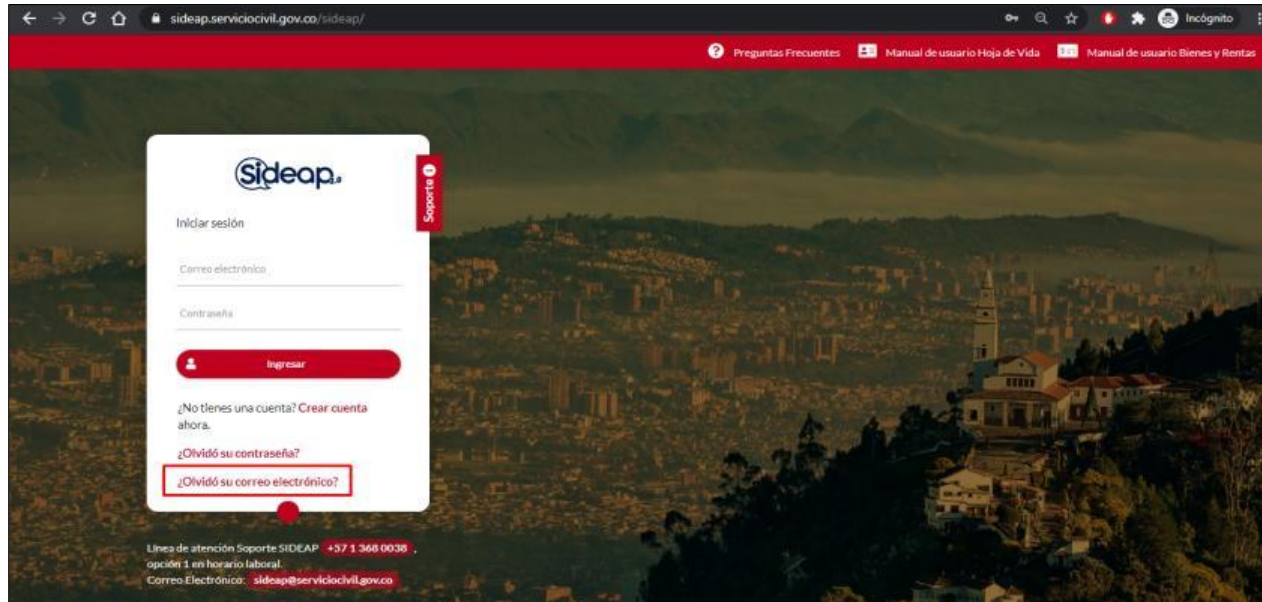 sideap.serviciocivil.gov.co/sideap/
Incógnito
Preguntas Frecuentes
Manual de usuario Hoja de Vida
Manual de usuario Bienes y Rentas
Sideap2.0
Soporte
Iniciar sesión
Correo electrónico
Contraseña
Ingresar
¿No tienes una cuenta? Crear cuenta
ahora.
¿Olvidó su contraseña?
¿Olvidó su correo electrónico?
Línea de atención Soporte SIDEAP +57 1 368 0038 ,
opción 1 en horario laboral.
Correo Electrónico: sideap@serviciocivil.gov.co